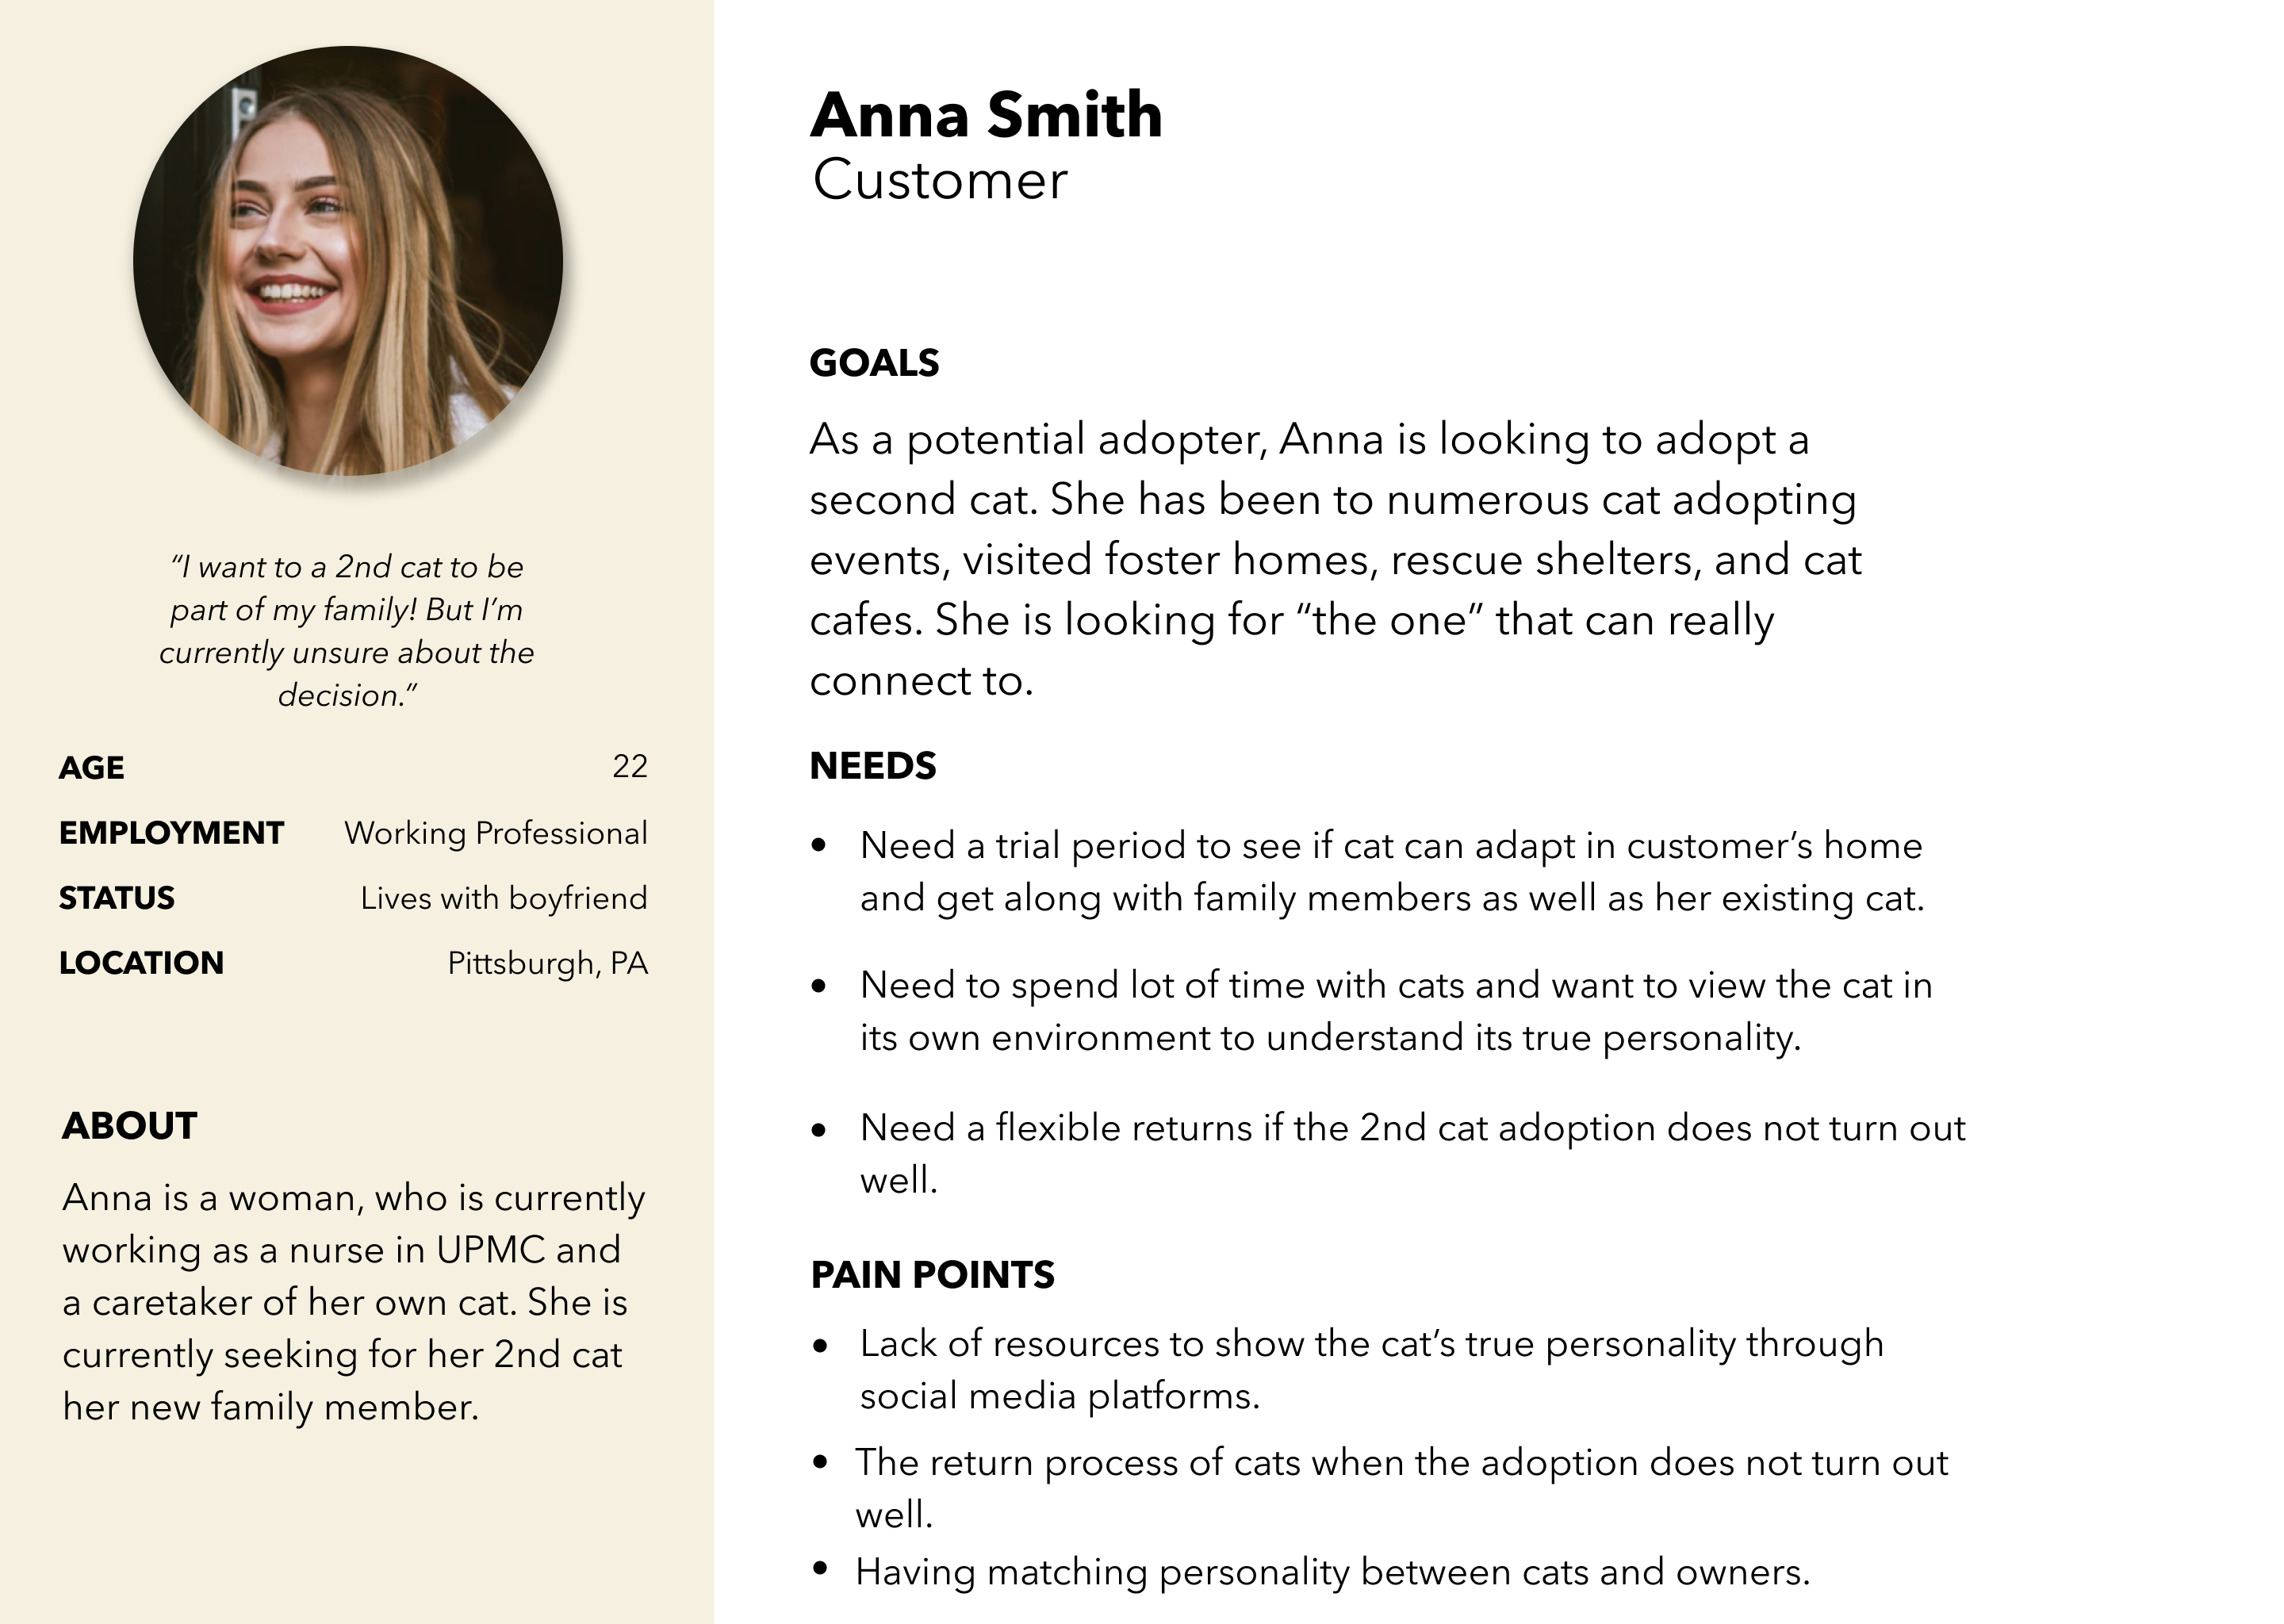 “I want to a 2nd cat to be
part of my family! But I’m
currently unsure about the
decision.”
AGE 22
EMPLOYMENT Working Professional
STATUS Lives with boyfriend
LOCATION Pittsburgh, PA
ABOUT
Anna is a woman, who is currently
working as a nurse in UPMC and
a caretaker of her own cat. She is
currently seeking for her 2nd cat
her new family member.
Anna Smith
Customer
GOALS
As a potential adopter, Anna is looking to adopt a
second cat. She has been to numerous cat adopting
events, visited foster homes, rescue shelters, and cat
cafes. She is looking for “the one” that can really
connect to.
NEEDS
• Need a trial period to see if cat can adapt in customer’s home
and get along with family members as well as her existing cat.
• Need to spend lot of time with cats and want to view the cat in
its own environment to understand its true personality.
• Need a flexible returns if the 2nd cat adoption does not turn out
well.
PAIN POINTS
• Lack of resources to show the cat’s true personality through
social media platforms.
• The return process of cats when the adoption does not turn out
well.
• Having matching personality between cats and owners.